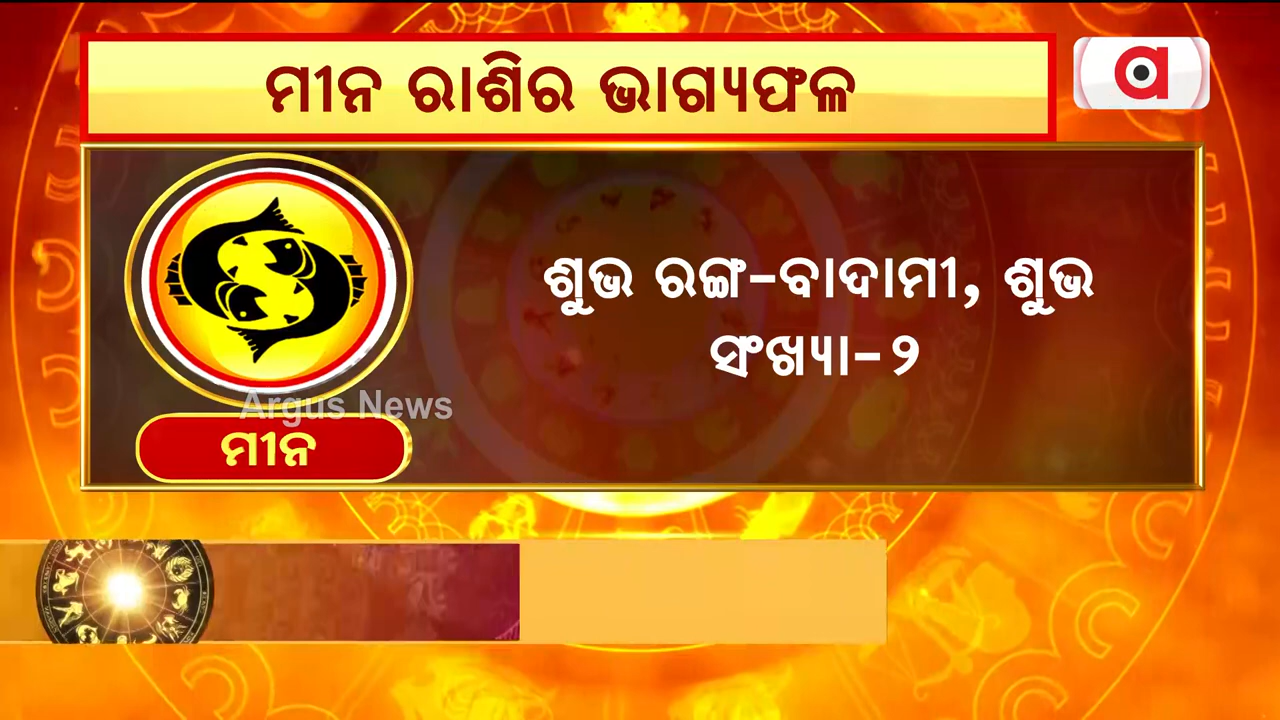 ମୀନ ରାଶିର ଭାଗ୍ୟଫଳ
a
ଶୁଭ ରଙ୍ଗ-ବାଦାମୀ, ଶୁଭ
ସଂଖ୍ୟା-୨
Argus News
ମୀନ